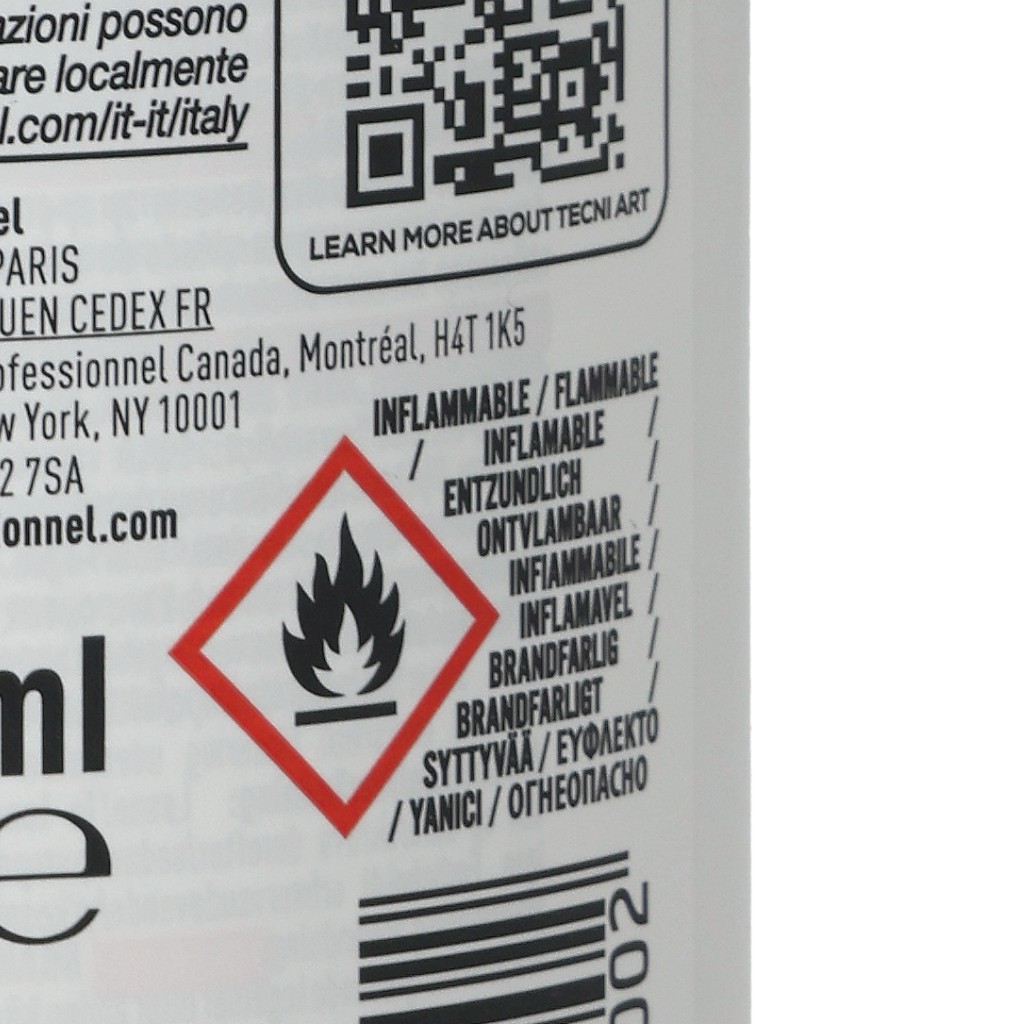 azioni possono
are localmente
l.com/it-it/italy
LEARN MORE ABOUT TECNI ART
el
PARIS
UEN CEDEX FR
ofessionnel Canada, Montréal, H4T 1K5
w York, NY 10001
2 7SA
onnel.com
INFLAMMABLE / FLAMMABLE
/ INFLAMABLE /
ENTZUNDLICH /
ONTVLAMBAAR /
INFIAMMABILE /
INFLAMAVEL /
BRANDFARLIG /
BRANDFARLIGT /
SYTTYVÄÄ / ΕΥΦΛΕΚΤΟ
/ YANICI / ОГНЕОПАСНО
ml
e
002